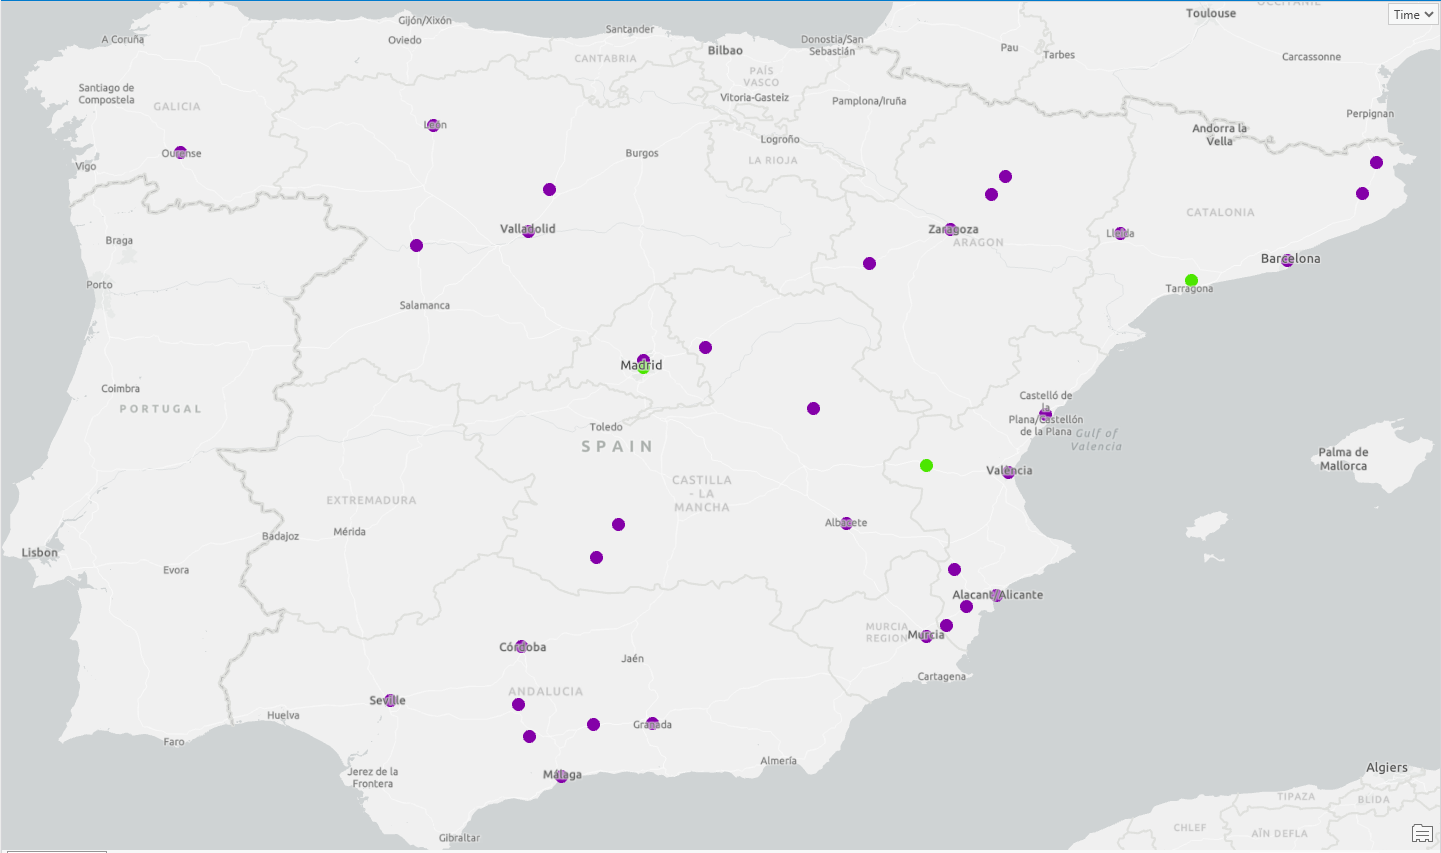 OCCITANIE
Toulouse
Time
Gijón/Xixón
A Coruña
Oviedo
Santander
Bilbao
Donostia/San
Sebastián
Pau
Tarbes
Carcassonne
CANTABRIA
PAÍS
VASCO
Santiago de
Compostela
GALICIA
Vitoria-Gasteiz
Pamplona/Iruña
Perpignan
León
Andorra la
Vella
Logroño
Ourense
Burgos
LA RIOJA
Vigo
CATALONIA
Valladolid
Zaragoza
Lleida
Braga
ARAGON
Barcelona
Porto
Tarragona
Salamanca
Madrid
Coimbra
PORTUGAL
Castelló de
la
Plana/Castellón
de la Plana
Toledo
SPAIN
Gulf of
Valencia
Palma de
Mallorca
València
CASTILLA
- LA
MANCHA
EXTREMADURA
Albacete
Mérida
Badajoz
Lisbon
Evora
Alacant/Alicante
MURCIA
REGION
Murcia
Córdoba
Jaén
Cartagena
ANDALUCIA
Seville
Huelva
Granada
Faro
Almería
Málaga
Jerez de la
Frontera
Algiers
TIPAZA
BLIDA
CHLEF
AÏN DEFLA
Gibraltar